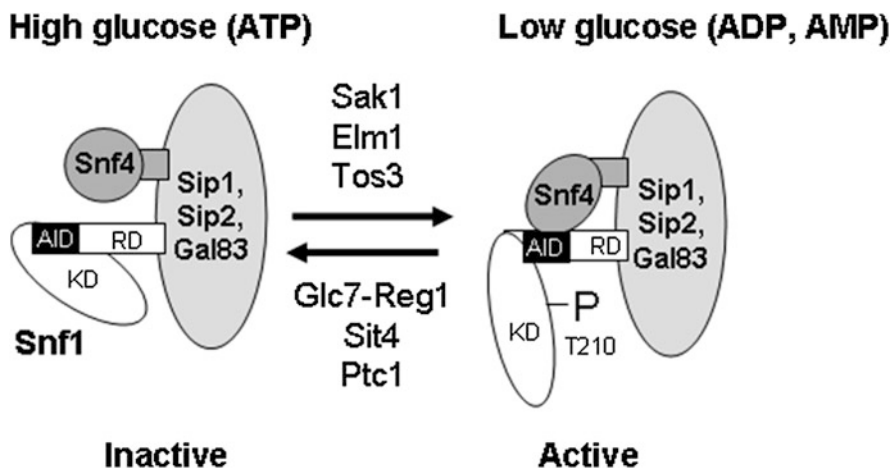 High glucose (ATP)
Low glucose (ADP, AMP)
Sak1
Elm1
Tos3
Snf4
Sip1,
Sip2,
Gal83
AID
RD
KD
Snf1
Glc7-Reg1
Sit4
Ptc1
Snf4
Sip1,
Sip2,
Gal83
AID
RD
KD
P
T210
Inactive
Active